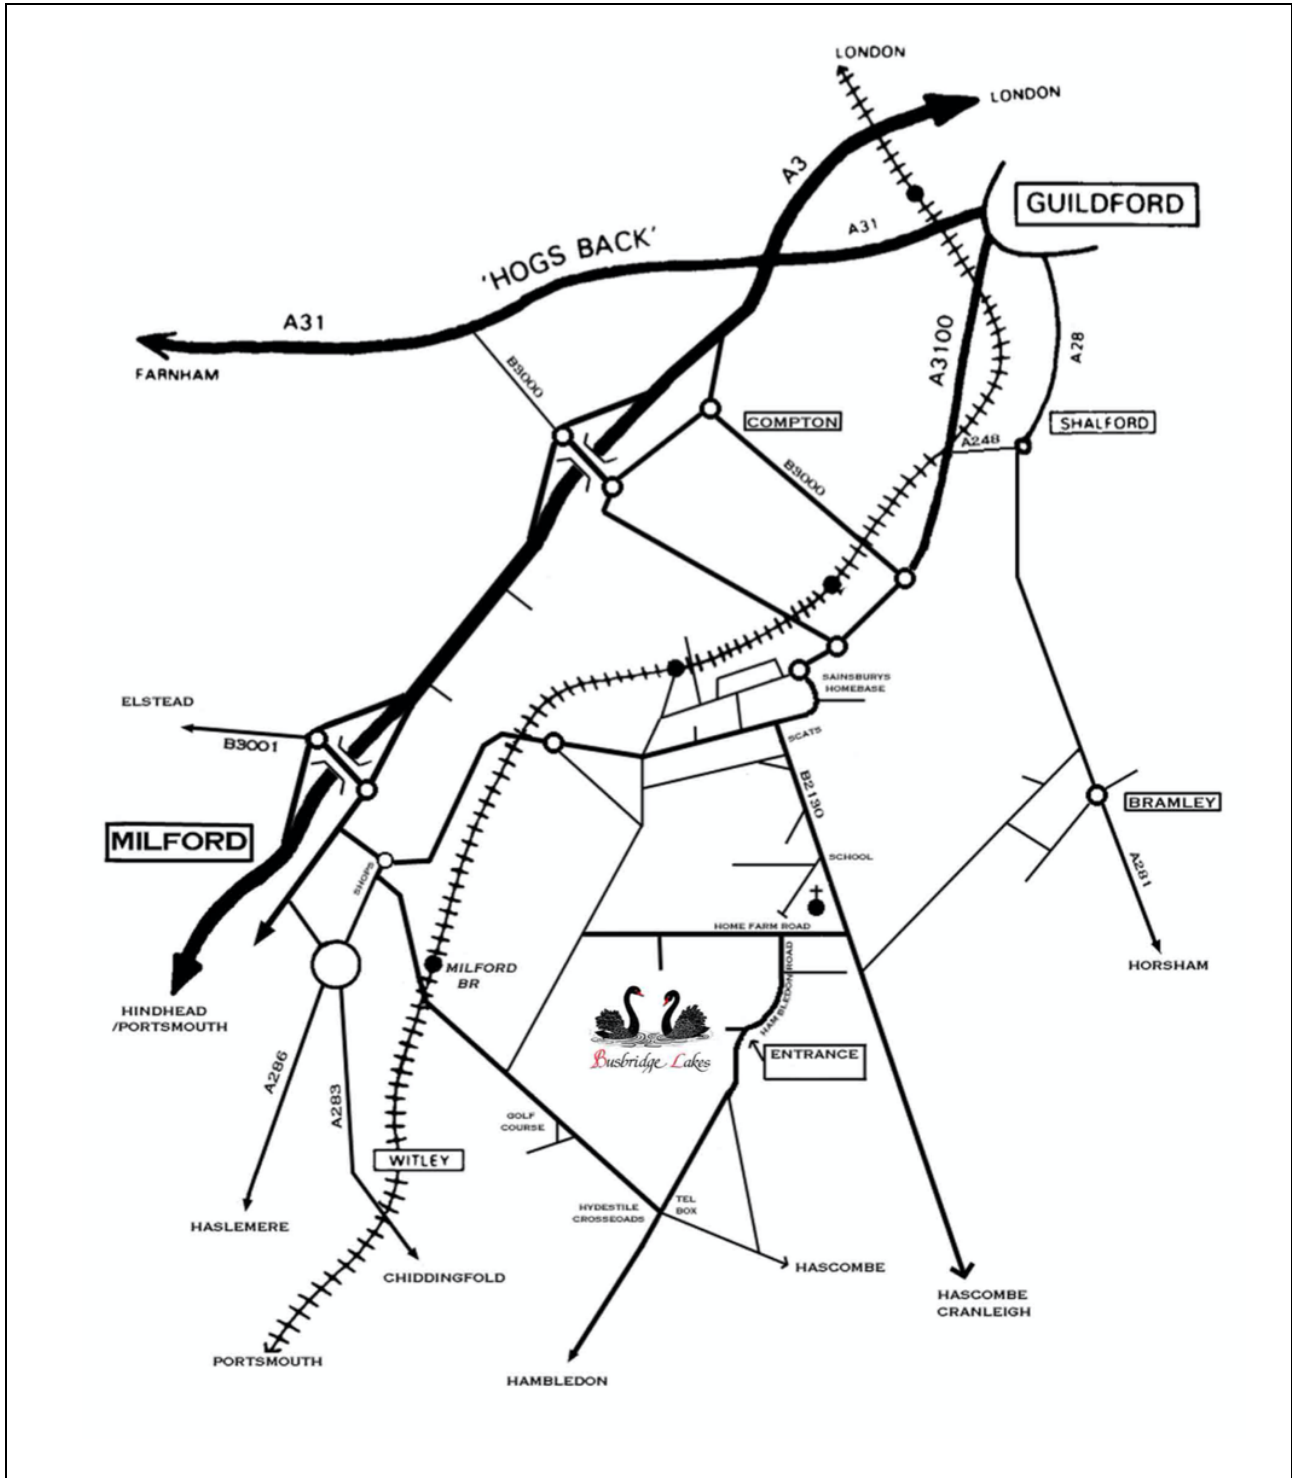 LONDON
LONDON
A3
GUILDFORD
A31
'HOGS BACK'
A31
FARNHAM
B3000
A3100
A28
COMPTON
SHALFORD
A248
B3000
SAINSBURYS
HOMEBASE
ELSTEAD
B3001
SCATS
B2130
MILFORD
BRAMLEY
SHOPS
SCHOOL
A281
HOME FARM ROAD
HAMBLEDON ROAD
MILFORD
BR
HORSHAM
HINDHEAD
/PORTSMOUTH
Busbridge Lakes
ENTRANCE
A286
A283
GOLF
COURSE
WITLEY
HYDESTILE
CROSSEOADS
TEL
BOX
HASLEMERE
CHIDDINGFOLD
HASCOMBE
HASCOMBE
CRANLEIGH
PORTSMOUTH
HAMBLEDON